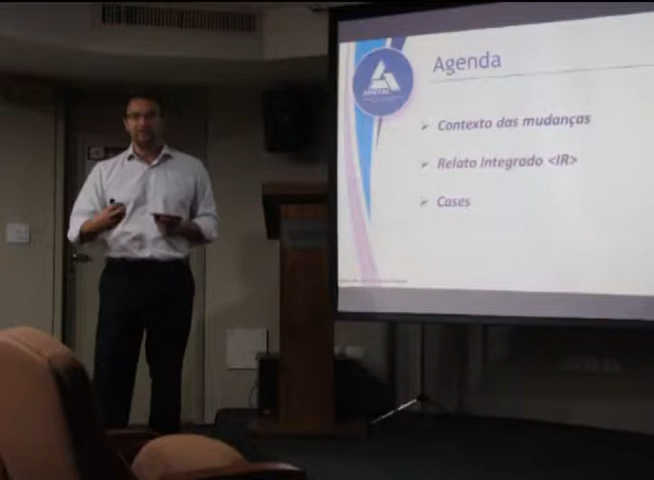 Agenda
Contexto das mudanças
Relato Integrado <IR>
Cases